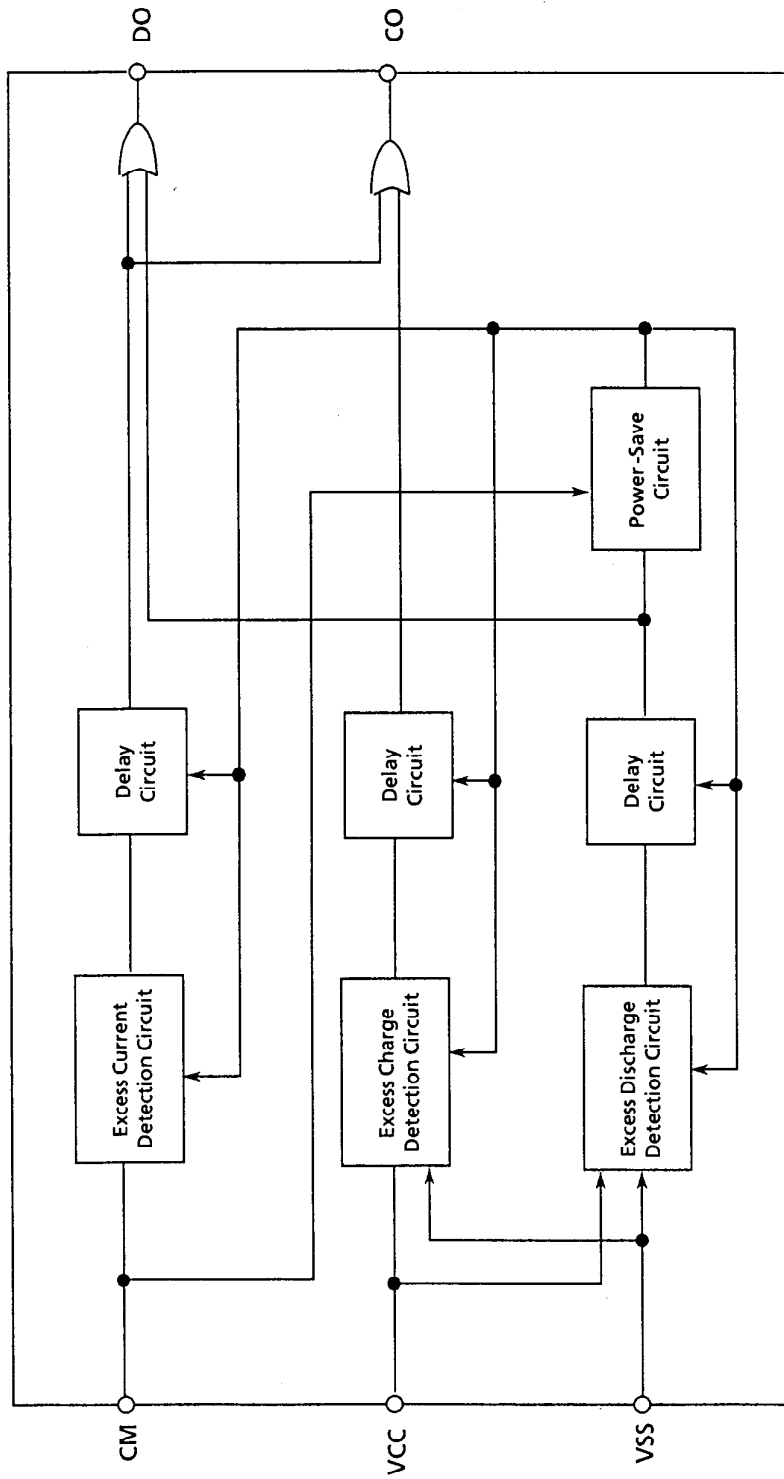 CM
VCC
VSS
Excess Current
Detection Circuit
Excess Charge
Detection Circuit
Excess Discharge
Detection Circuit
Delay
Circuit
Delay
Circuit
Delay
Circuit
Power-Save
Circuit
DO
CO